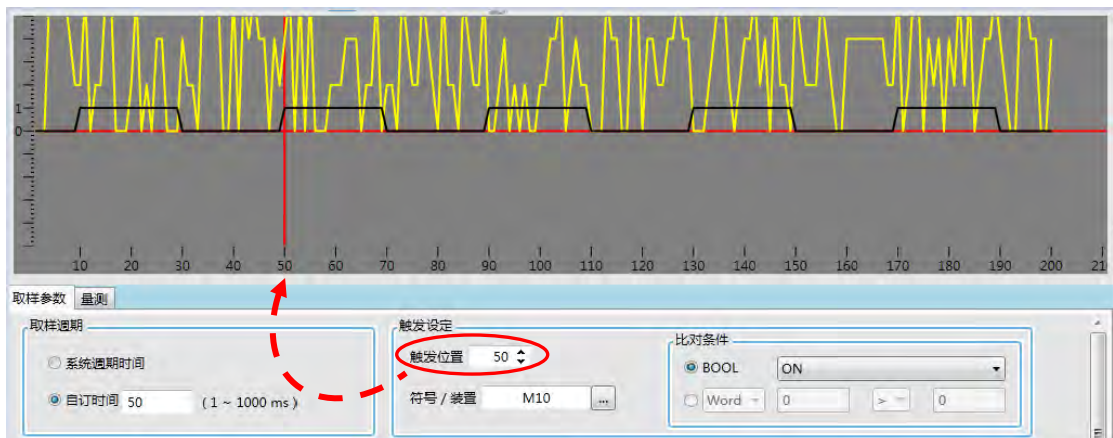 1
0
10 20 30 40 50 60 70 80 90 100 110 120 130 140 150 160 170 180 190 200 21
取样参数 量测
取样週期
系统週期时间
自订时间 50 (1 ~ 1000 ms)
触发设定
触发位置 50
符号 / 装置 M10 ...
比对条件
BOOL ON
Word 0 > 0